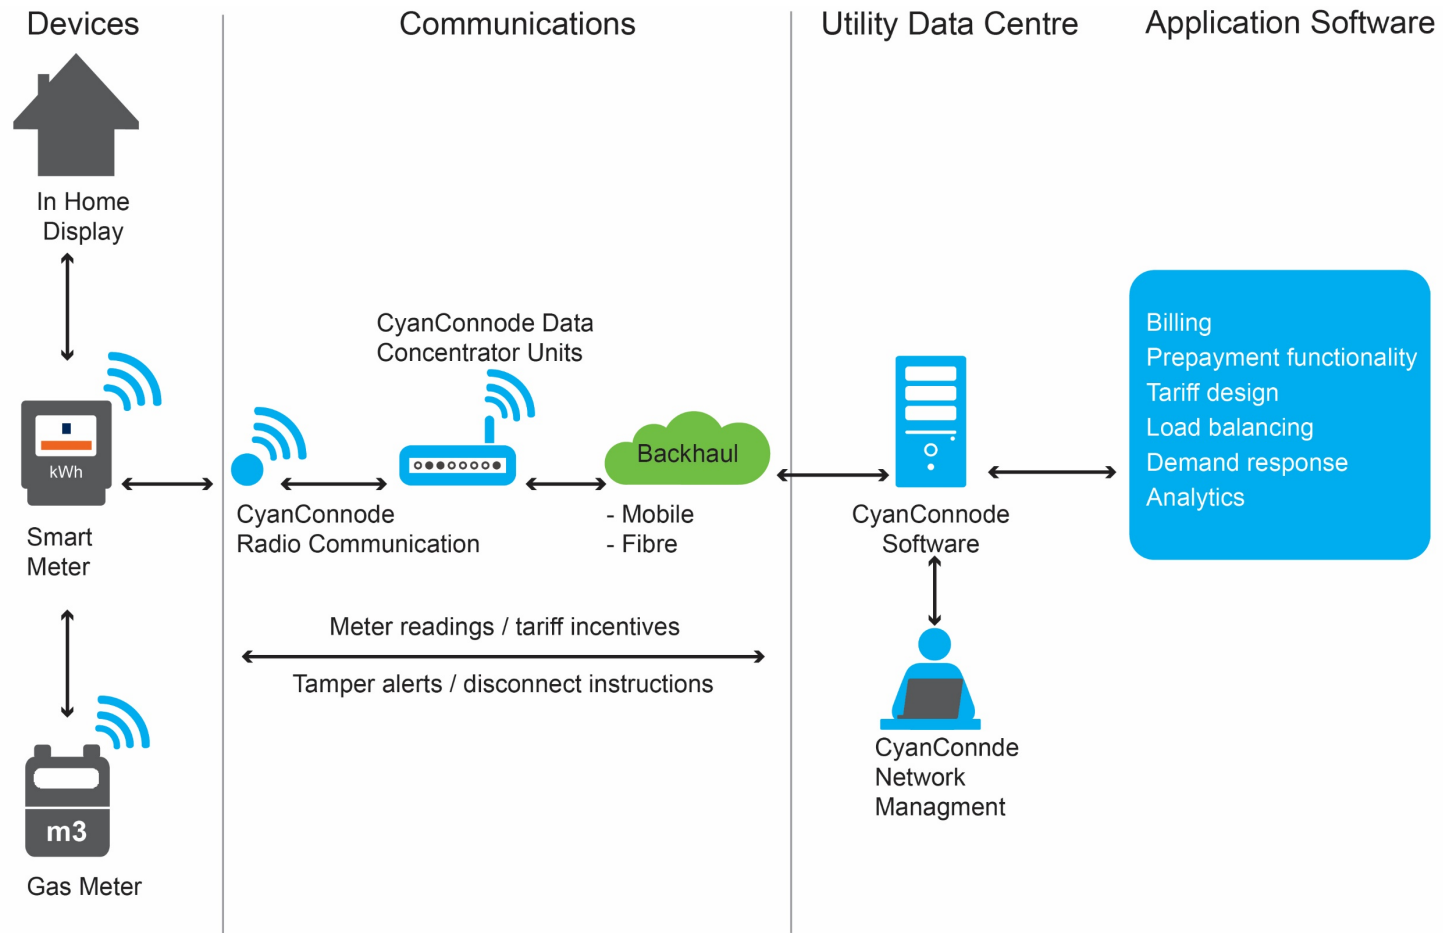 Devices
Communications
Utility Data Centre
Application Software
In Home
Display
kWh
Smart
Meter
m3
Gas Meter
CyanConnode Data
Concentrator Units
CyanConnode
Radio Communication
Backhaul
- Mobile
- Fibre
Meter readings / tariff incentives
Tamper alerts / disconnect instructions
CyanConnode
Software
CyanConnde
Network
Managment
Billing
Prepayment functionality
Tariff design
Load balancing
Demand response
Analytics